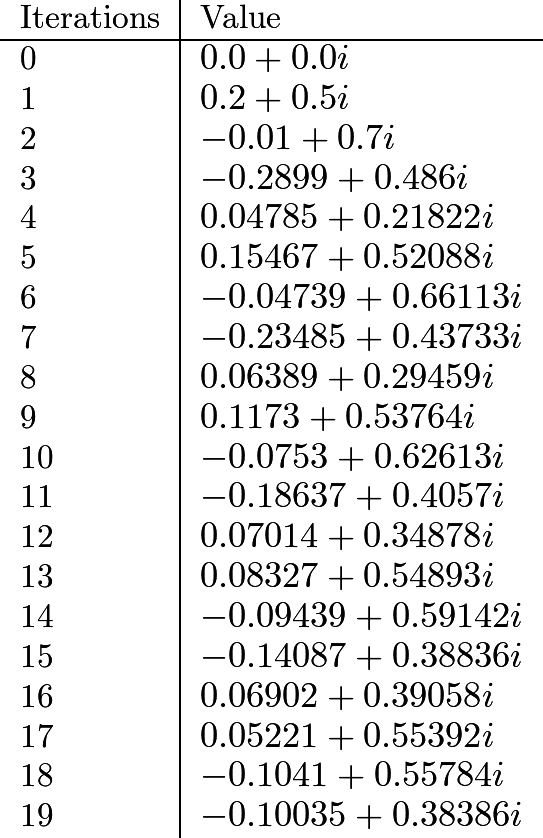 Iterations Value
0 0.0 + 0.0i
1 0.2 + 0.5i
2 −0.01 + 0.7i
3 −0.2899 + 0.486i
4 0.04785 + 0.21822i
5 0.15467 + 0.52088i
6 −0.04739 + 0.66113i
7 −0.23485 + 0.43733i
8 0.06389 + 0.29459i
9 0.1173 + 0.53764i
10 −0.0753 + 0.62613i
11 −0.18637 + 0.4057i
12 0.07014 + 0.34878i
13 0.08327 + 0.54893i
14 −0.09439 + 0.59142i
15 −0.14087 + 0.38836i
16 0.06902 + 0.39058i
17 0.05221 + 0.55392i
18 −0.1041 + 0.55784i
19 −0.10035 + 0.38386i